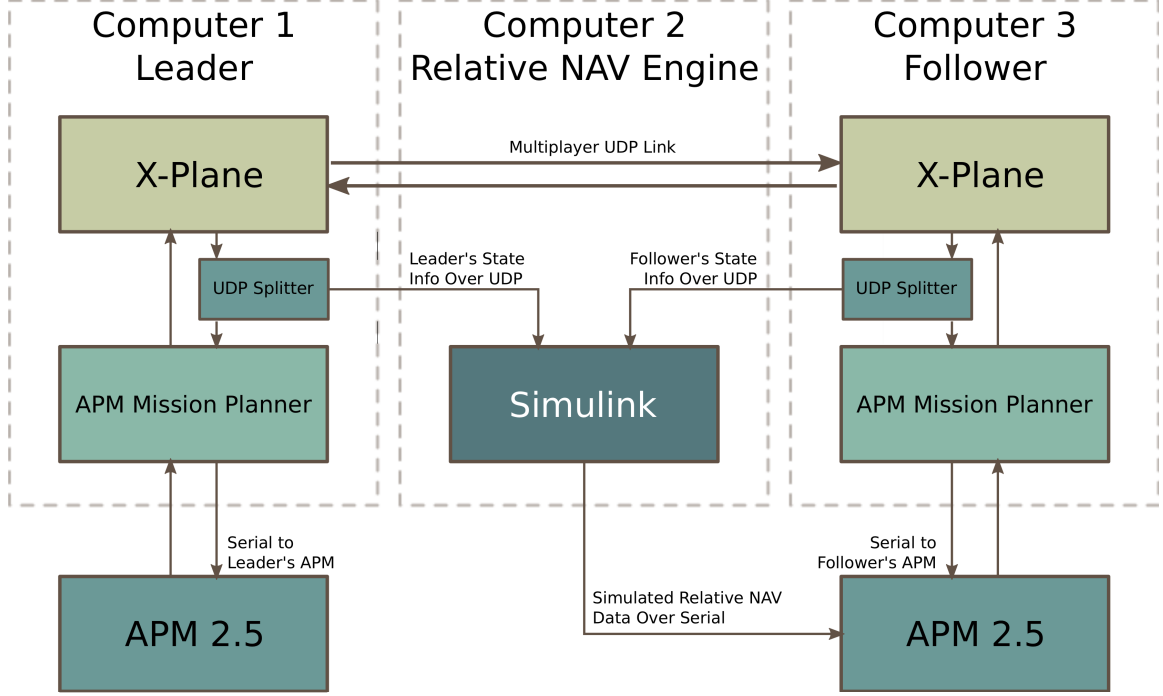 Computer 1
Leader
Computer 2
Relative NAV Engine
Computer 3
Follower
X-Plane
Multiplayer UDP Link
X-Plane
UDP Splitter
Leader's State
Info Over UDP
Follower's State
Info Over UDP
UDP Splitter
APM Mission Planner
Simulink
APM Mission Planner
Serial to
Leader's APM
Serial to
Follower's APM
Simulated Relative NAV
Data Over Serial
APM 2.5
APM 2.5